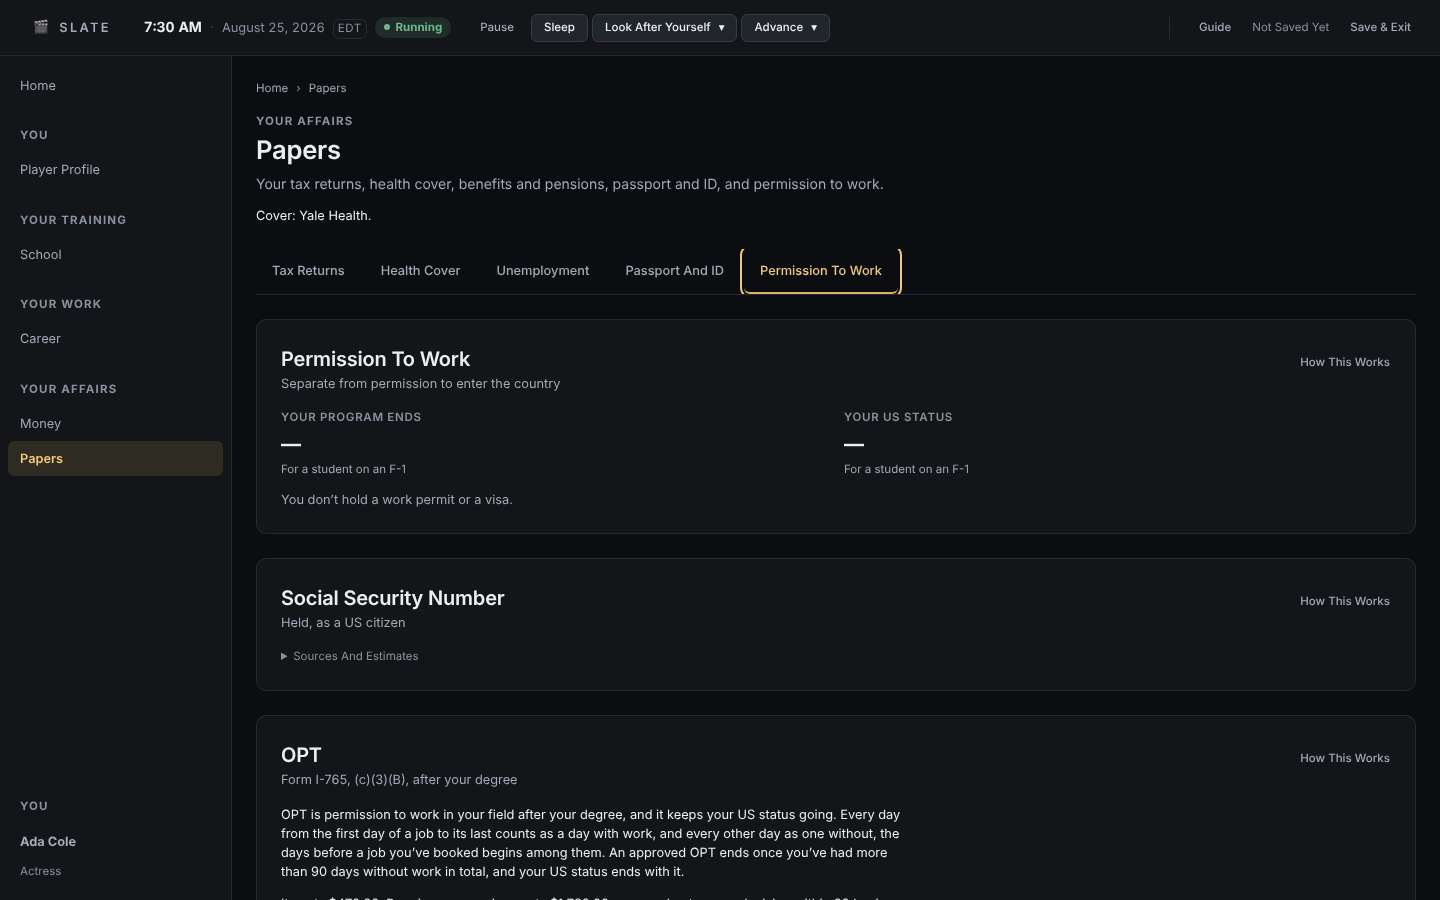 SLATE
7:30 AM · August 25, 2026 EDT Running Pause Sleep Look After Yourself Advance
Guide Not Saved Yet Save & Exit
Home
YOU
Player Profile
YOUR TRAINING
School
YOUR WORK
Career
YOUR AFFAIRS
Money
Papers
YOU
Ada Cole
Actress
Home › Papers
YOUR AFFAIRS
Papers
Your tax returns, health cover, benefits and pensions, passport and ID, and permission to work.
Cover: Yale Health.
Tax Returns Health Cover Unemployment Passport And ID Permission To Work
Permission To Work
How This Works
Separate from permission to enter the country
YOUR PROGRAM ENDS
—
For a student on an F-1
YOUR US STATUS
—
For a student on an F-1
You don’t hold a work permit or a visa.
Social Security Number
How This Works
Held, as a US citizen
Sources And Estimates
OPT
How This Works
Form I-765, (c)(3)(B), after your degree
OPT is permission to work in your field after your degree, and it keeps your US status going. Every day
from the first day of a job to its last counts as a day with work, and every other day as one without, the
days before a job you’ve booked begins among them. An approved OPT ends once you’ve had more
than 90 days without work in total, and your US status ends with it.